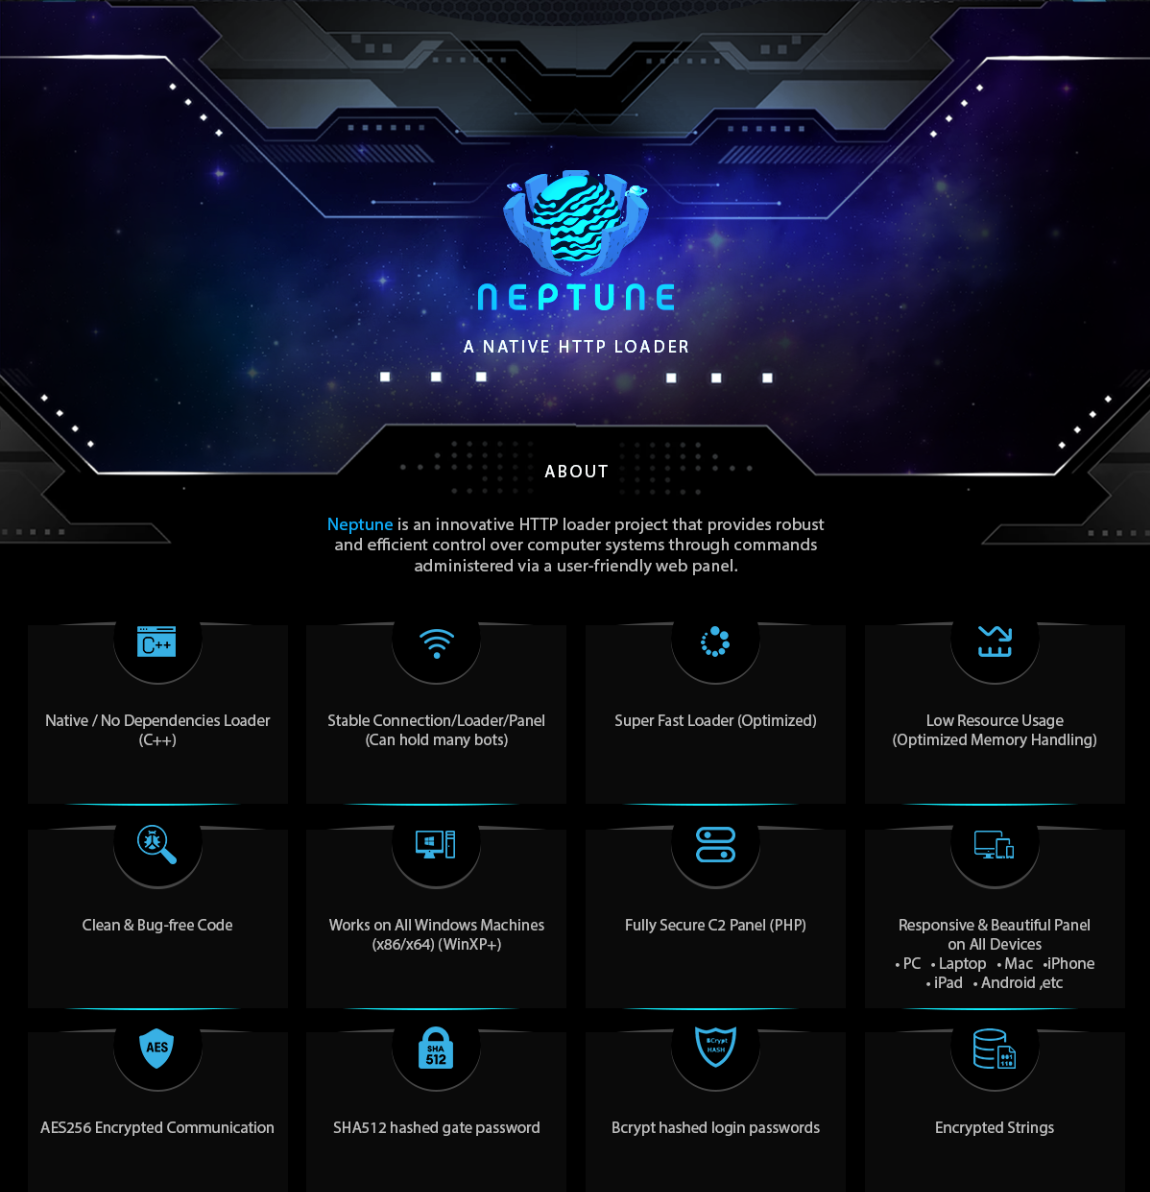 NEPTUNE
A NATIVE HTTP LOADER
ABOUT
Neptune is an innovative HTTP loader project that provides robust
and efficient control over computer systems through commands
administered via a user-friendly web panel.
C++
Native / No Dependencies Loader
(C++)
Stable Connection/Loader/Panel
(Can hold many bots)
Super Fast Loader (Optimized)
Low Resource Usage
(Optimized Memory Handling)
Clean & Bug-free Code
Works on All Windows Machines
(x86/x64) (WinXP+)
Fully Secure C2 Panel (PHP)
Responsive & Beautiful Panel
on All Devices
• PC • Laptop • Mac •iPhone
• iPad • Android ,etc
AES
AES256 Encrypted Communication
SHA
512
SHA512 hashed gate password
BCrypt
HASH
Bcrypt hashed login passwords
001
110
Encrypted Strings